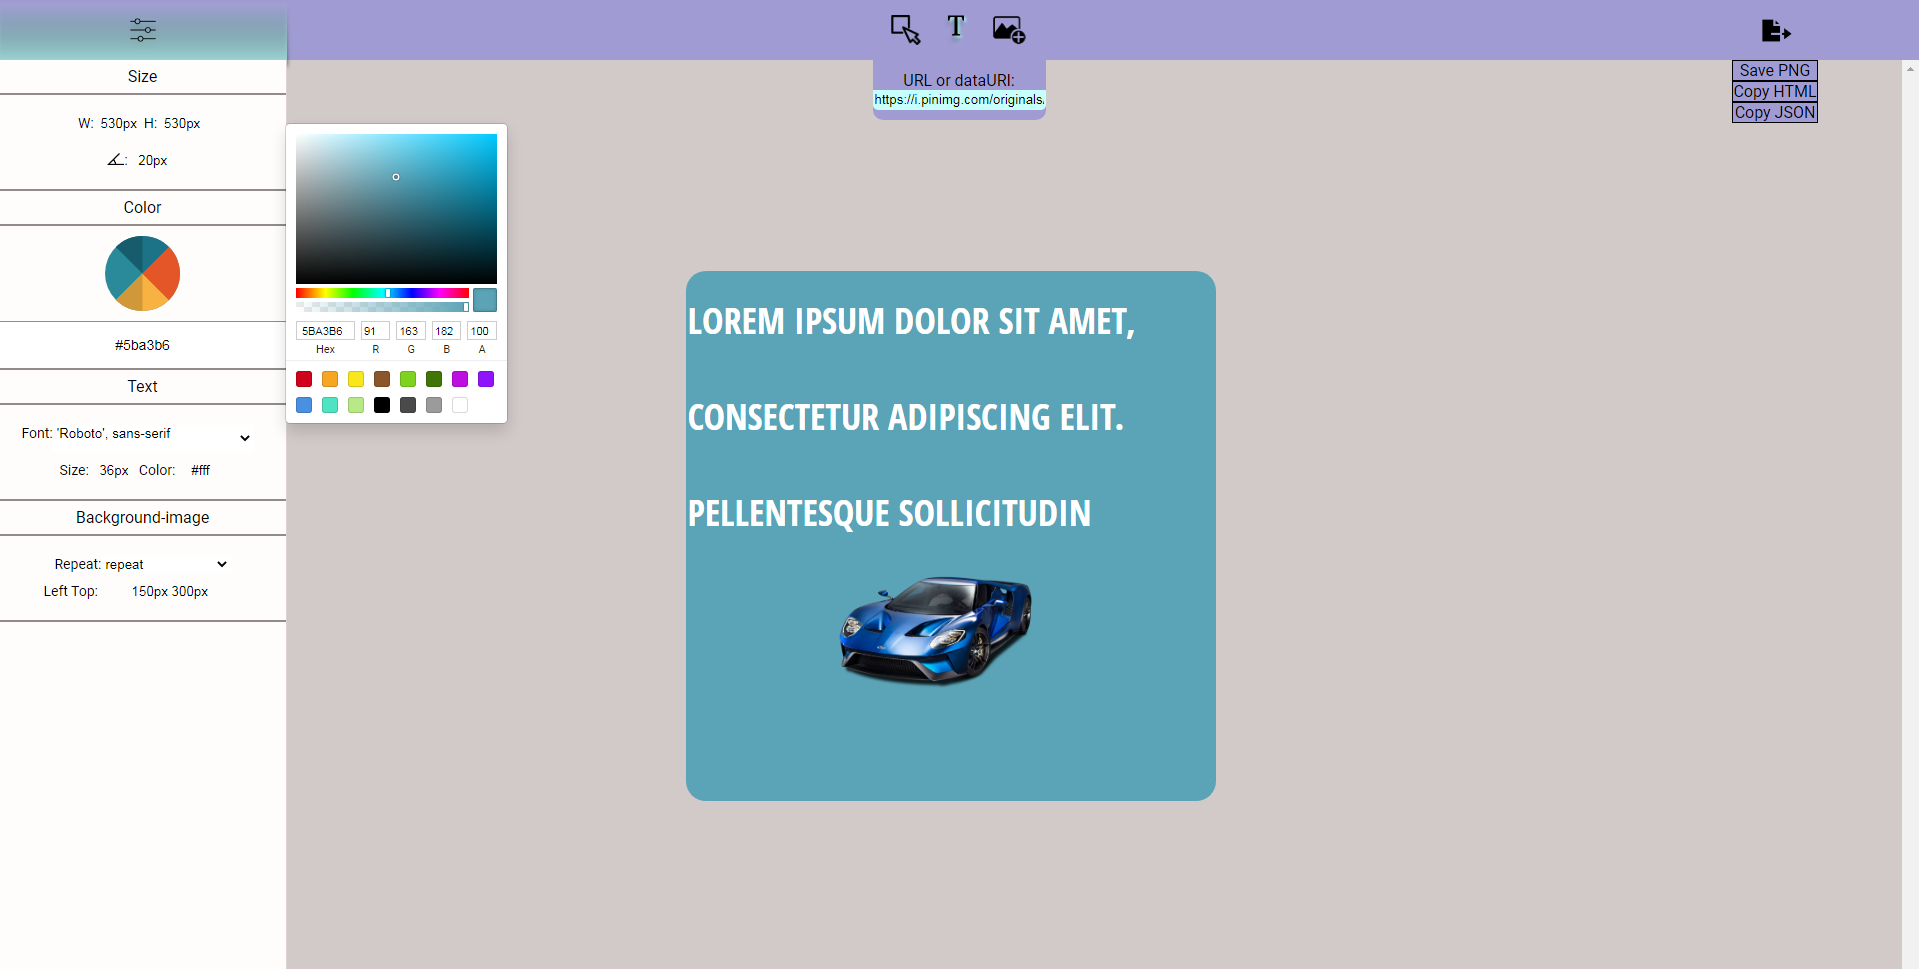 T
Size
W: 530px H: 530px
: 20px
Color
#5ba3b6
Text
Font: 'Roboto', sans-serif
Size: 36px Color: #fff
Background-image
Repeat: repeat
Left Top: 150px 300px
5BA3B6 91 163 182 100
Hex R G B A
URL or dataURI:
https://i.pinimg.com/originals/
Save PNG
Copy HTML
Copy JSON
LOREM IPSUM DOLOR SIT AMET,
CONSECTETUR ADIPISCING ELIT.
PELLENTESQUE SOLLICITUDIN